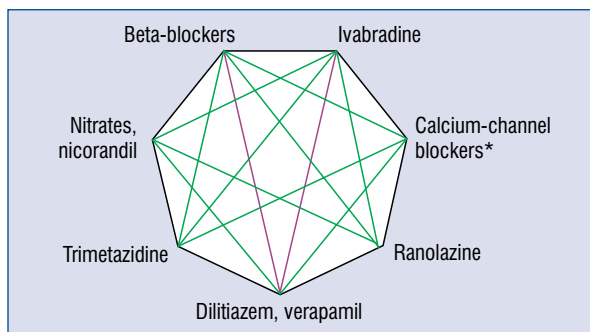 Beta-blockers
Ivabradine
Nitrates,
nicorandil
Calcium-channel
blockers*
Trimetazidine
Ranolazine
Dilitiazem, verapamil